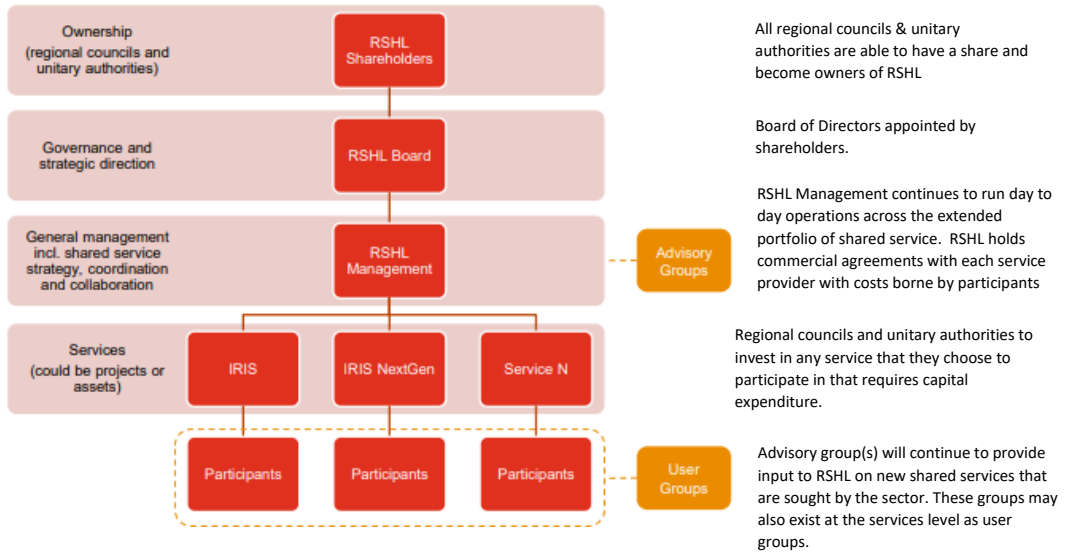 Ownership
(regional councils and
unitary authorities)
RSHL
Shareholders
All regional councils & unitary
authorities are able to have a share and
become owners of RSHL
Governance and
strategic direction
RSHL Board
Board of Directors appointed by
shareholders.
General management
incl. shared service
strategy, coordination
and collaboration
RSHL
Management
Advisory
Groups
RSHL Management continues to run day to
day operations across the extended
portfolio of shared service.  RSHL holds
commercial agreements with each service
provider with costs borne by participants
Services
(could be projects or
assets)
IRIS
IRIS NextGen
Service N
Regional councils and unitary authorities to
invest in any service that they choose to
participate in that requires capital
expenditure.
Participants
Participants
Participants
User
Groups
Advisory group(s) will continue to provide
input to RSHL on new shared services that
are sought by the sector. These groups may
also exist at the services level as user
groups.